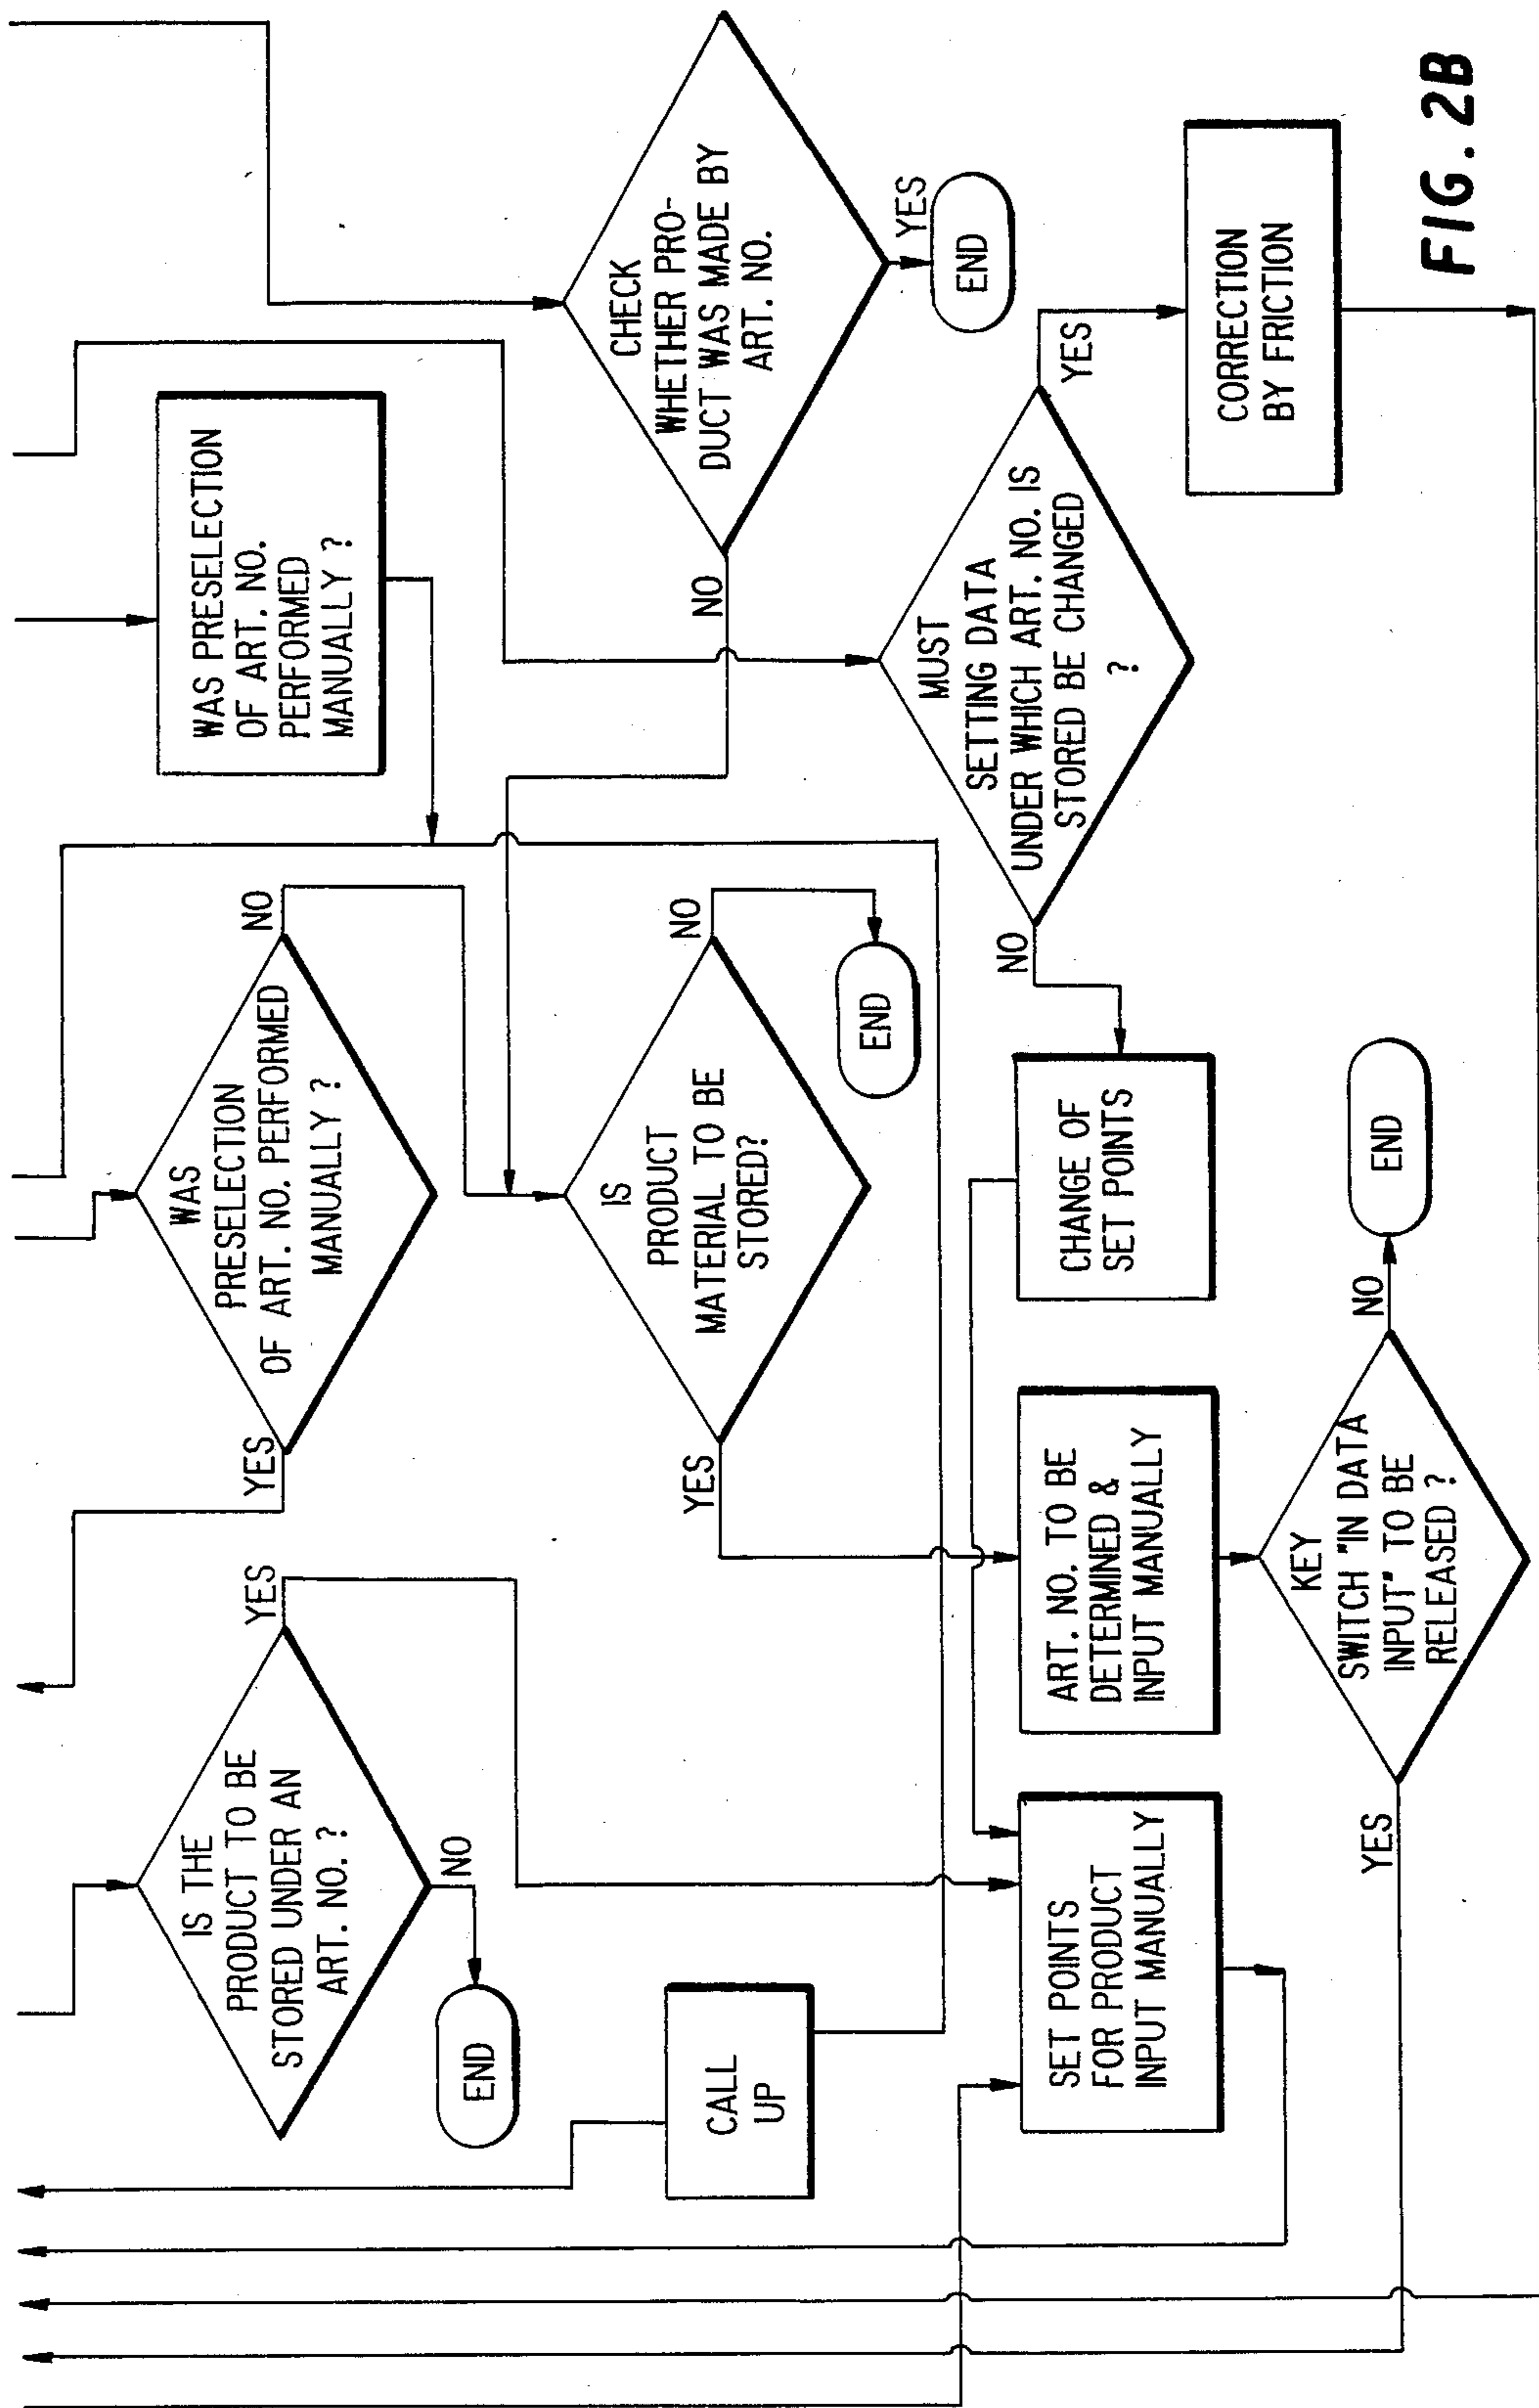 IS THE
PRODUCT TO BE
STORED UNDER AN
ART. NO. ?
YES
NO
END
WAS
PRESELECTION
OF ART. NO. PERFORMED
MANUALLY ?
YES
NO
WAS PRESELECTION
OF ART. NO.
PERFORMED
MANUALLY ?
CALL
UP
IS
PRODUCT
MATERIAL TO BE
STORED?
YES
NO
END
CHECK
WHETHER PRO-
DUCT WAS MADE BY
ART. NO.
NO
YES
END
SET POINTS
FOR PRODUCT
INPUT MANUALLY
ART. NO. TO BE
DETERMINED &
INPUT MANUALLY
CHANGE OF
SET POINTS
MUST
SETTING DATA
UNDER WHICH ART. NO. IS
STORED BE CHANGED
?
NO
YES
CORRECTION
BY FRICTION
KEY
SWITCH "IN DATA
INPUT" TO BE
RELEASED ?
YES
NO
END
FIG. 2B